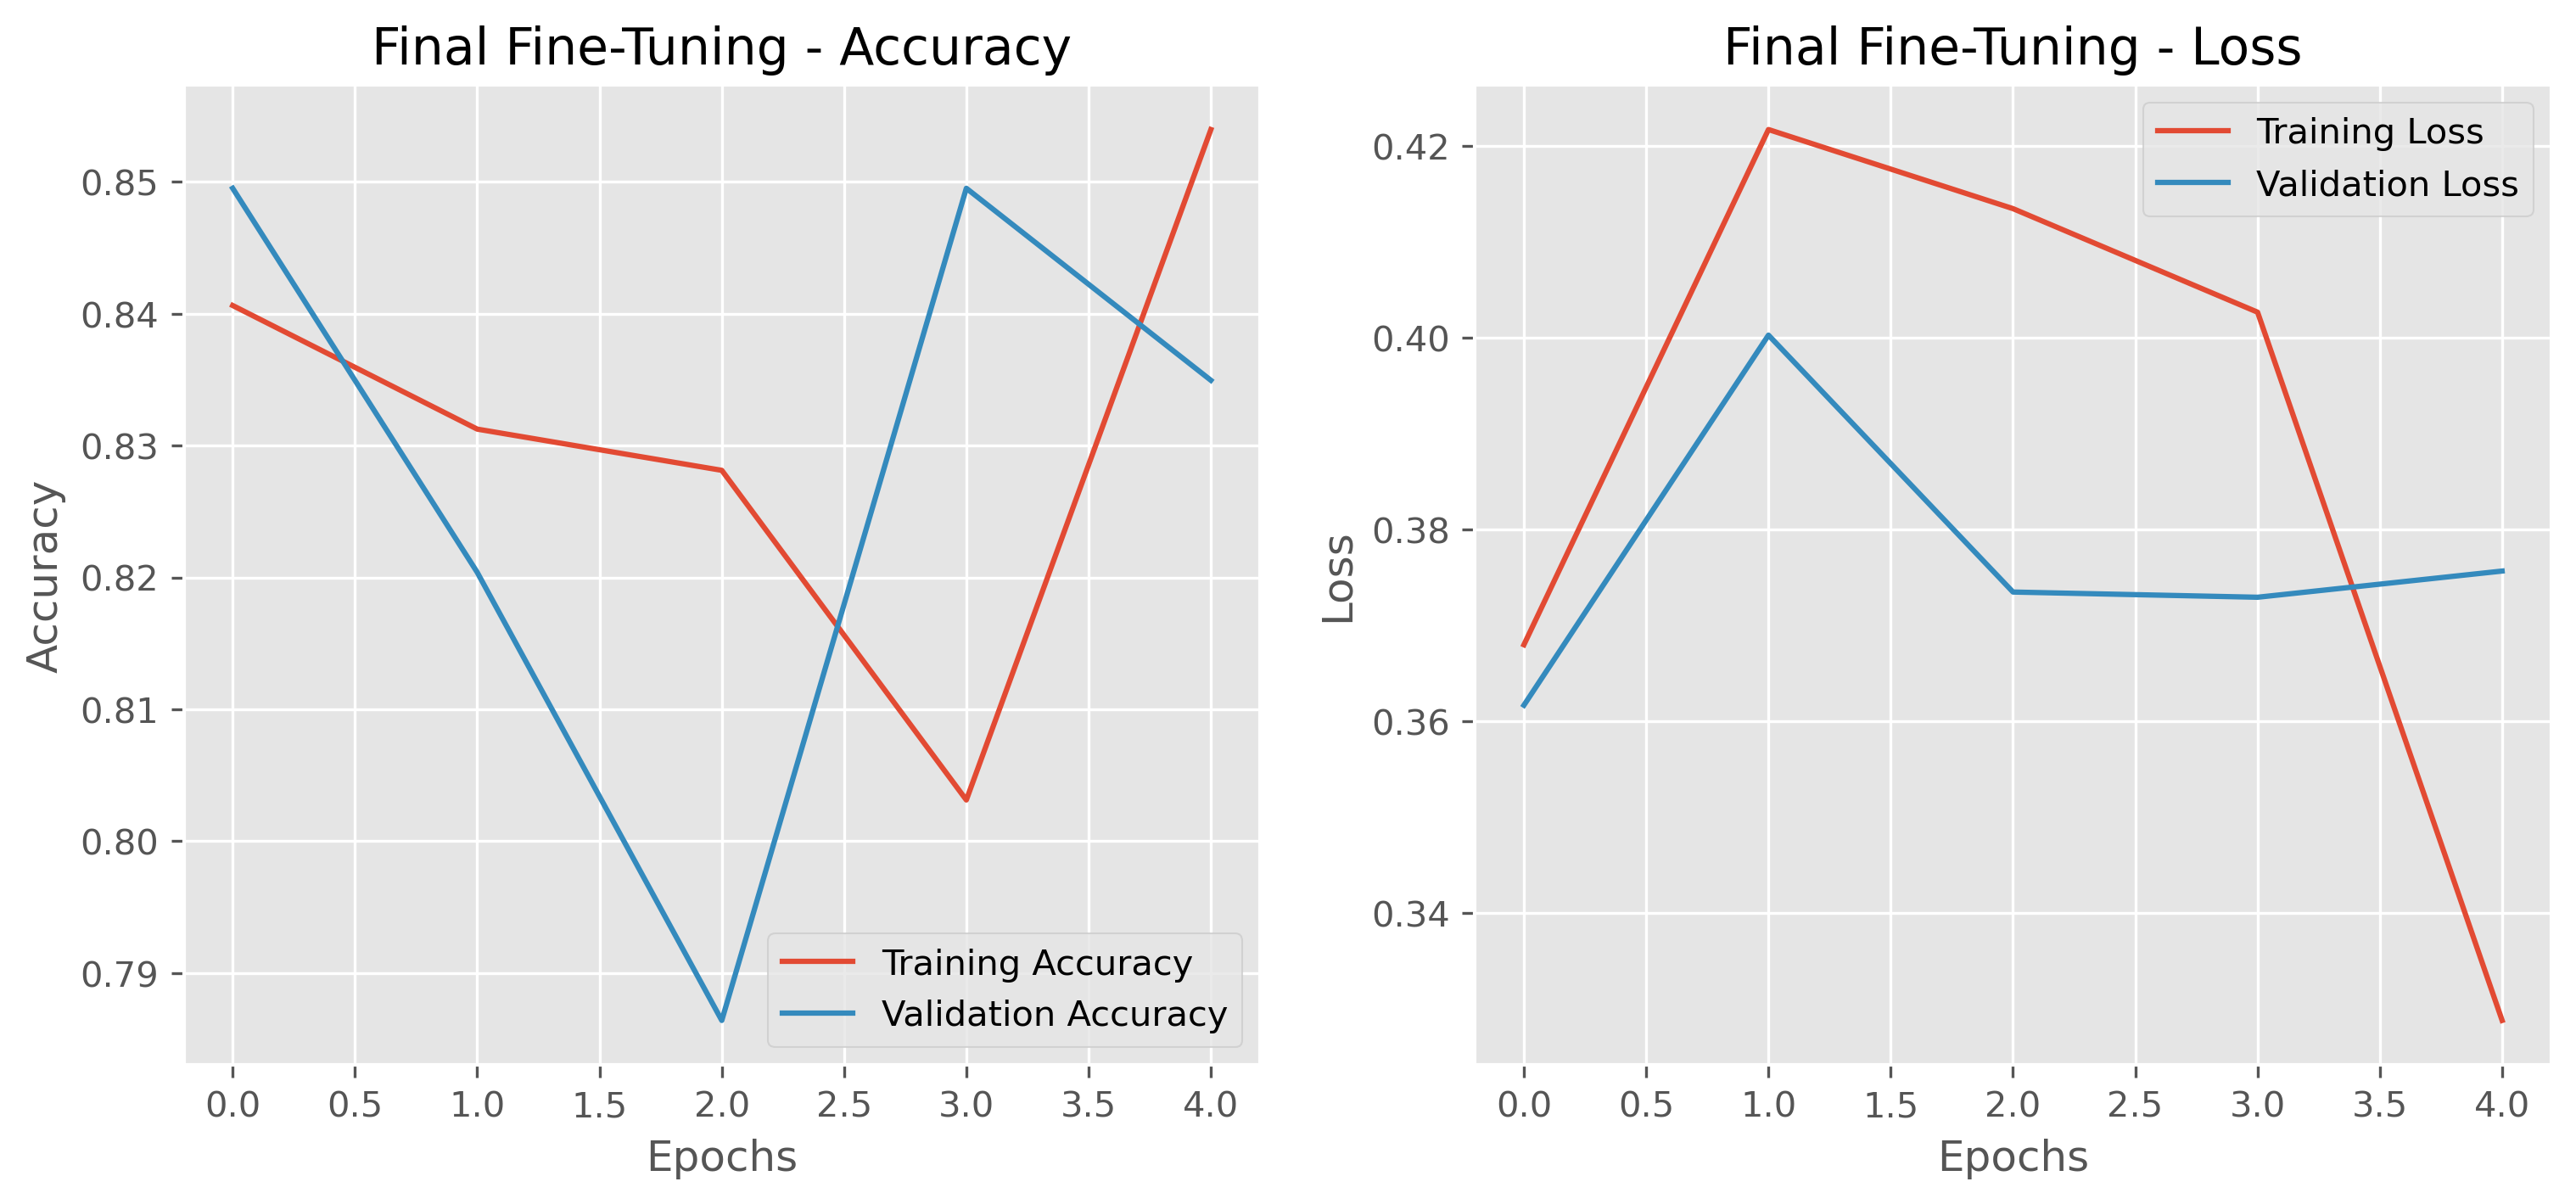 Final Fine-Tuning - Accuracy
Accuracy
0.85
0.84
0.83
0.82
0.81
0.80
0.79
Training Accuracy
Validation Accuracy
0.0 0.5 1.0 1.5 2.0 2.5 3.0 3.5 4.0
Epochs
Final Fine-Tuning - Loss
Loss
0.42
0.40
0.38
0.36
0.34
Training Loss
Validation Loss
0.0 0.5 1.0 1.5 2.0 2.5 3.0 3.5 4.0
Epochs